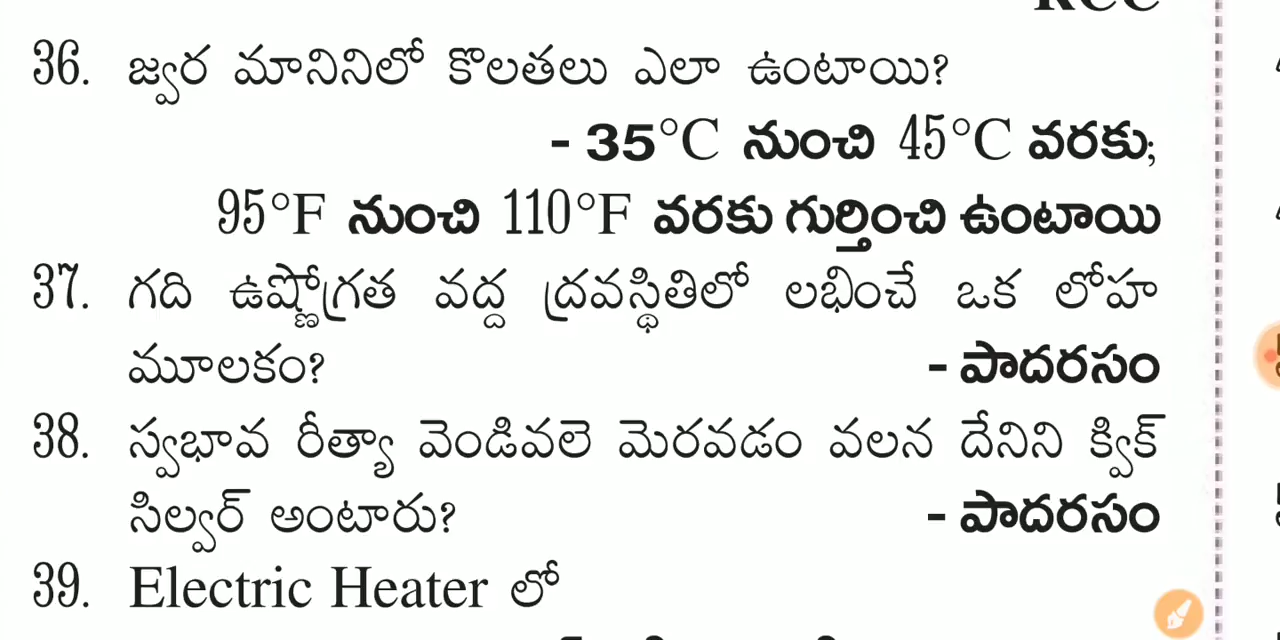 36. జ్వర మానినిలో కొలతలు ఎలా ఉంటాయి?
- 35°C నుంచి 45°C వరకు;
95°F నుంచి 110°F వరకు గుర్తించి ఉంటాయి
37. గది ఉష్ణోగ్రత వద్ద ద్రవస్థితిలో లభించే ఒక లోహ
మూలకం? - పాదరసం
38. స్వభావ రీత్యా వెండివలె మెరవడం వలన దేనిని క్విక్
సిల్వర్ అంటారు? - పాదరసం
39. Electric Heater లో